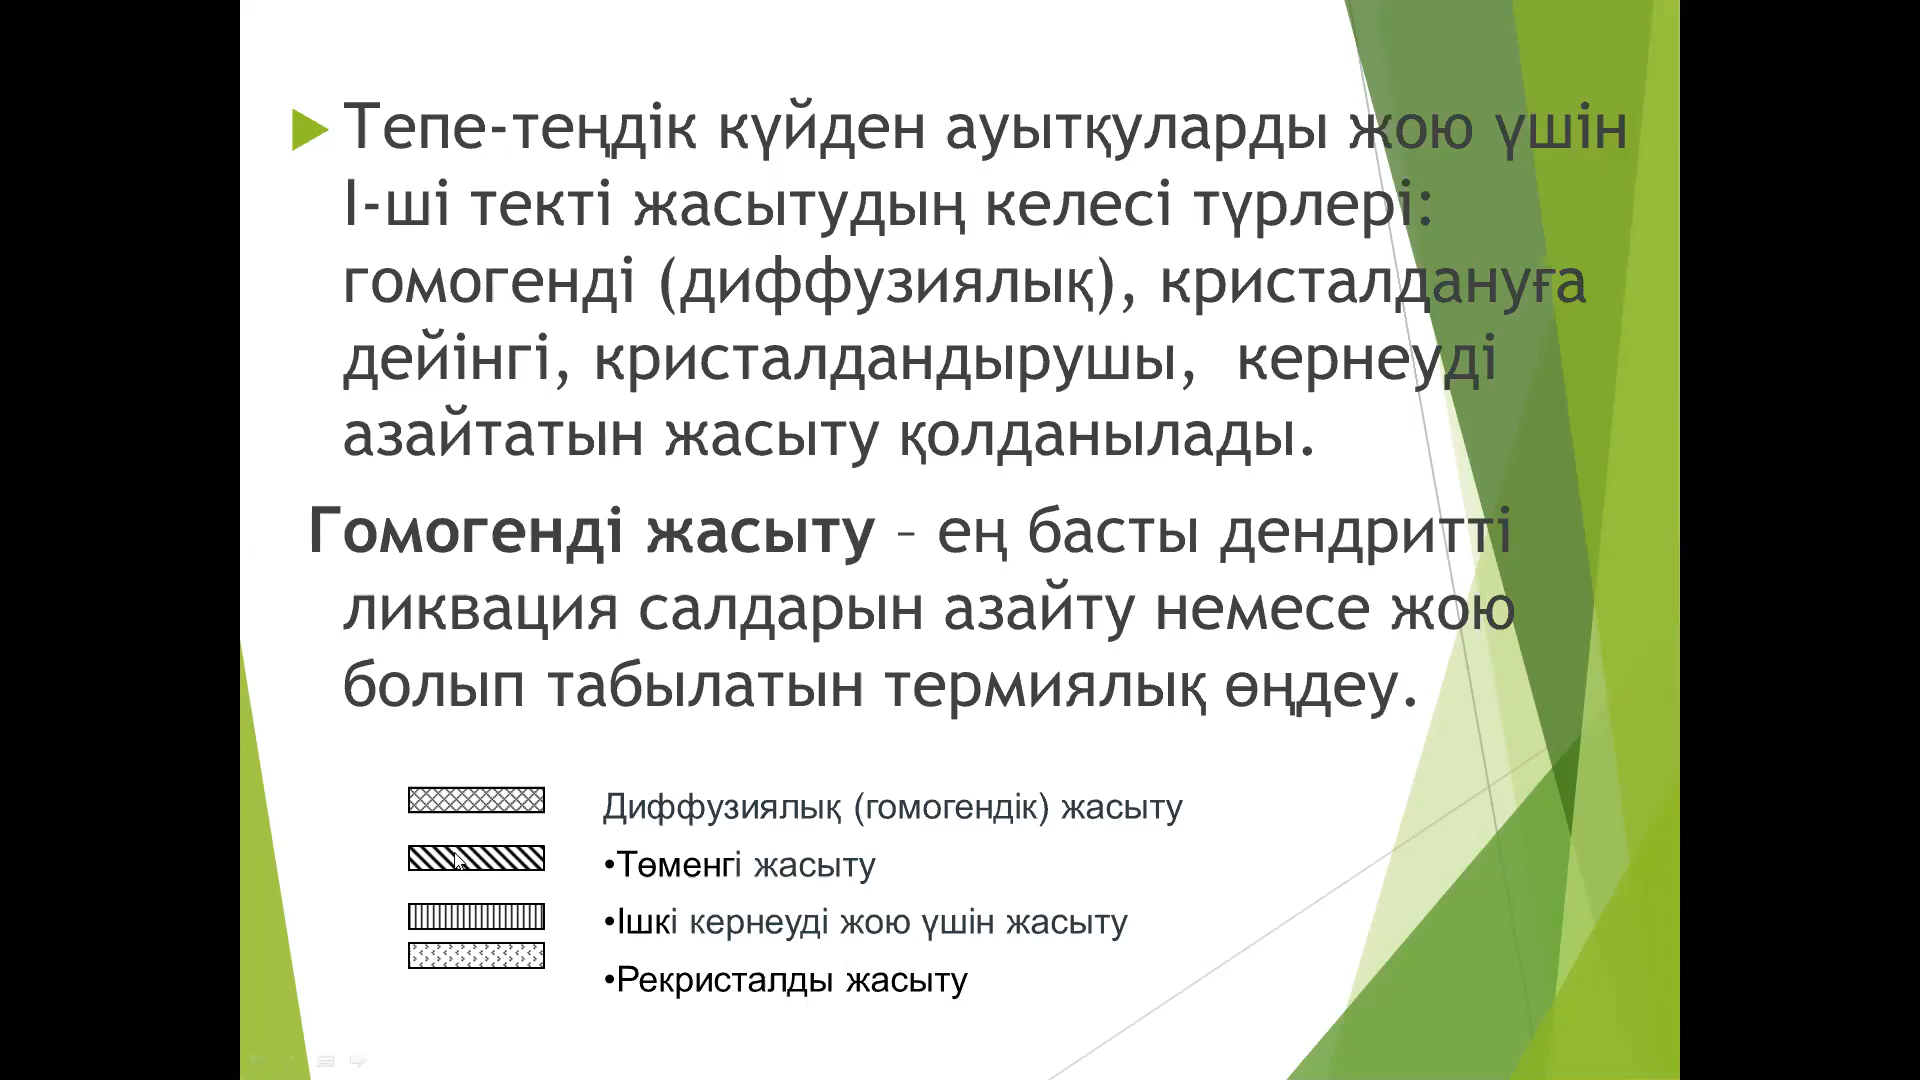 Тепе-теңдік күйден ауытқуларды жою үшін
І-ші текті жасытудың келесі түрлері:
гомогенді (диффузиялық), кристалдануға
дейінгі, кристалдандырушы,  кернеуді
азайтатын жасыту қолданылады.
Гомогенді жасыту – ең басты дендритті
ликвация салдарын азайту немесе жою
болып табылатын термиялық өңдеу.
Диффузиялық (гомогендік) жасыту
•Төменгі жасыту
•Ішкі кернеуді жою үшін жасыту
•Рекристалды жасыту